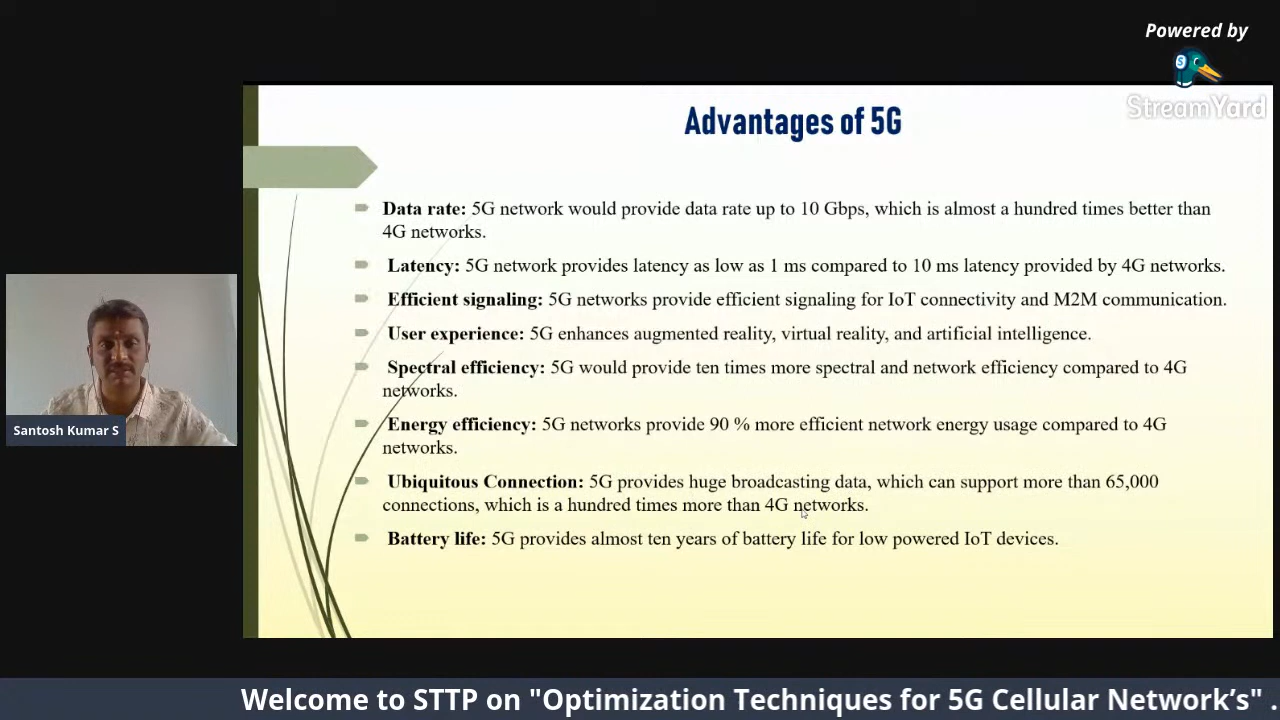 Powered by
StreamYard
Advantages of 5G
Data rate: 5G network would provide data rate up to 10 Gbps, which is almost a hundred times better than
4G networks.
Latency: 5G network provides latency as low as 1 ms compared to 10 ms latency provided by 4G networks.
Efficient signaling: 5G networks provide efficient signaling for IoT connectivity and M2M communication.
User experience: 5G enhances augmented reality, virtual reality, and artificial intelligence.
Spectral efficiency: 5G would provide ten times more spectral and network efficiency compared to 4G
networks.
Energy efficiency: 5G networks provide 90 % more efficient network energy usage compared to 4G
networks.
Ubiquitous Connection: 5G provides huge broadcasting data, which can support more than 65,000
connections, which is a hundred times more than 4G networks.
Battery life: 5G provides almost ten years of battery life for low powered IoT devices.
Santosh Kumar S
Welcome to STTP on "Optimization Techniques for 5G Cellular Network’s" .